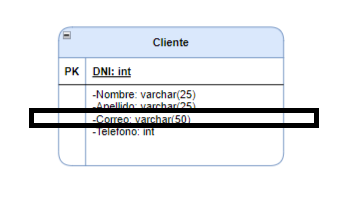 Cliente
PK DNI: int
-Nombre: varchar(25)
-Apellido: varchar(25)
-Correo: varchar(50)
-Telefono: int